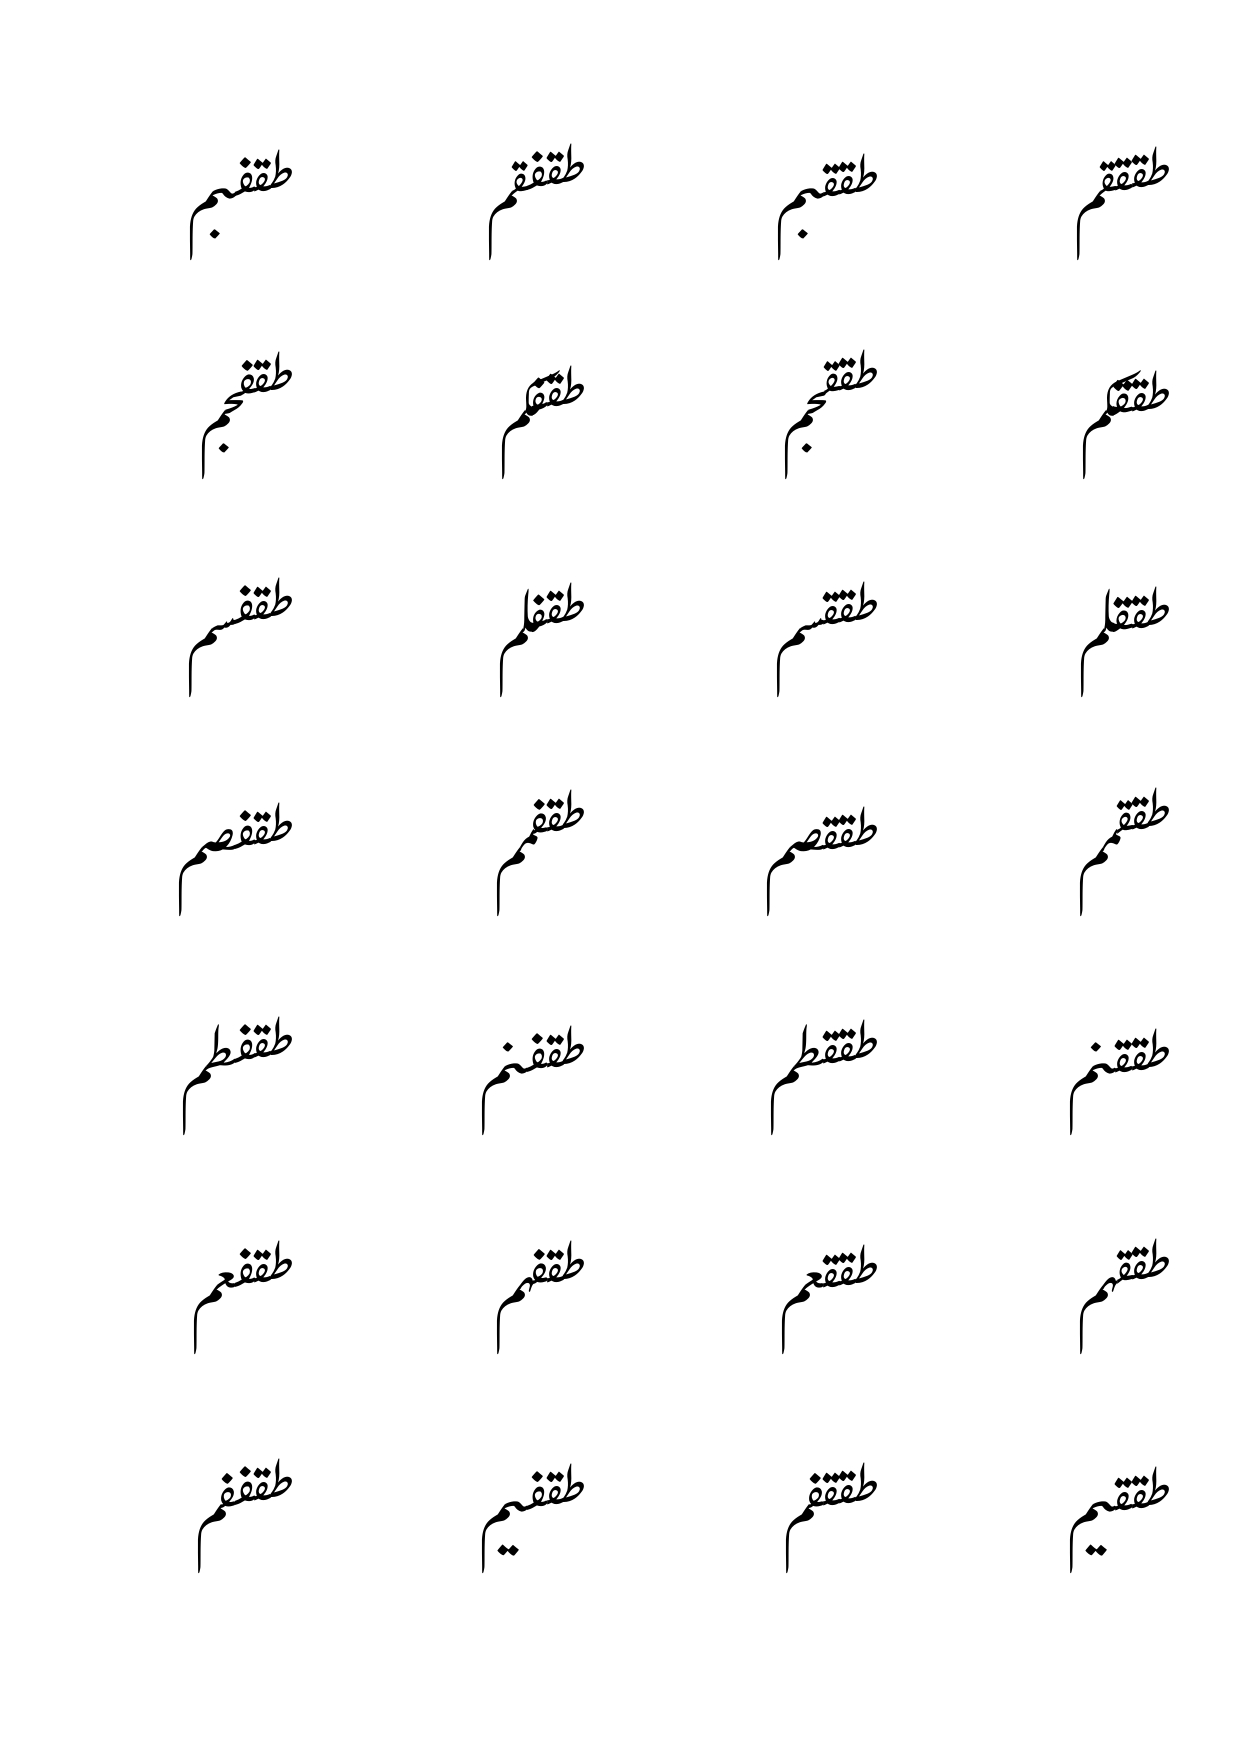 طقققم طققبم طقفقم طقفبم
طققكم طققجم طقفكم طقفجم
طققلم طققسم طقفلم طقفسم
طققمم طققصم طقفمم طقفصم
طققنم طققطم طقفنم طقفطم
طققهم طققعم طقفهم طقفعم
طققيم طققفم طقفيم طقففم